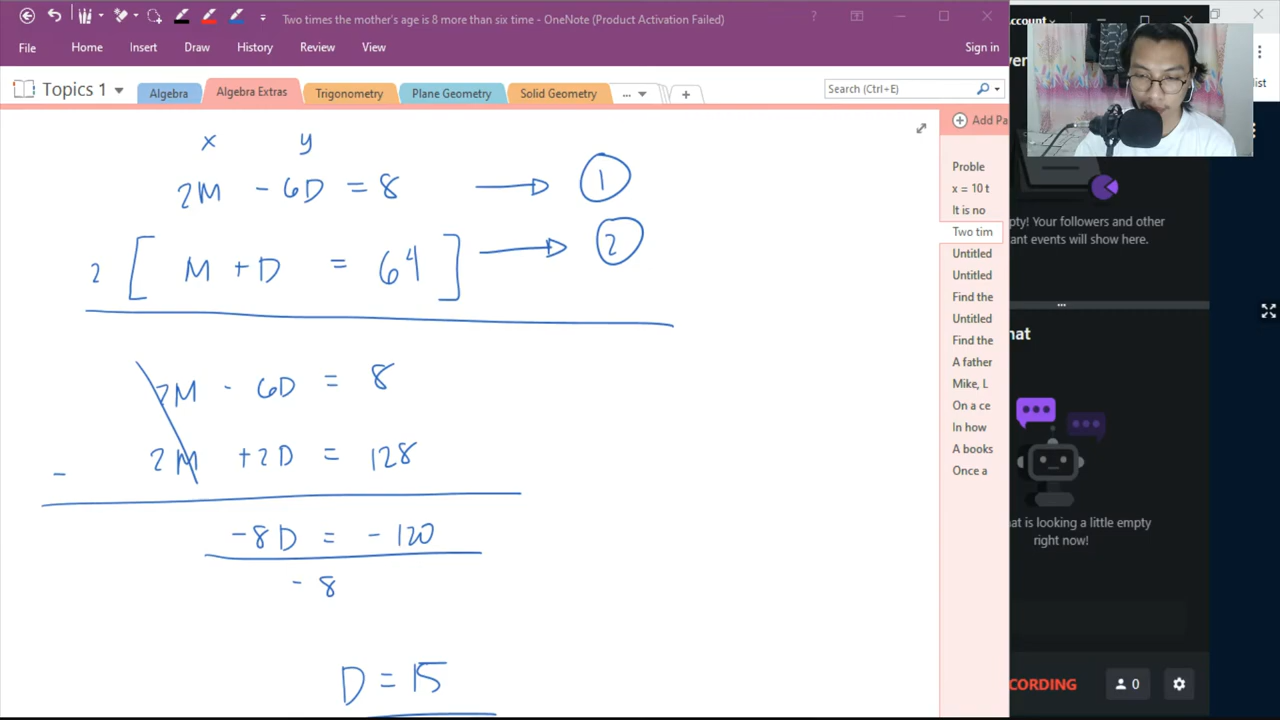 Two times the mother's age is 8 more than six time - OneNote (Product Activation Failed)
?
File Home Insert Draw History Review View
Sign in
Topics 1
Algebra Algebra Extras Trigonometry Plane Geometry Solid Geometry ... +
Search (Ctrl+E)
Add Pa
Proble
x = 10 t
It is no
Two tim
Untitled
Untitled
Find the
Untitled
Find the
A father
Mike, L
On a ce
In how
A books
Once a
x y
2M - 6D = 8 1
2 [ M + D = 64 ] 2
2M - 6D = 8
- 2M + 2D = 128
-8D = -120
-8
D = 15
ccount
ven
list
pty! Your followers and other
ant events will show here.
...
hat
hat is looking a little empty
right now!
CORDING
0